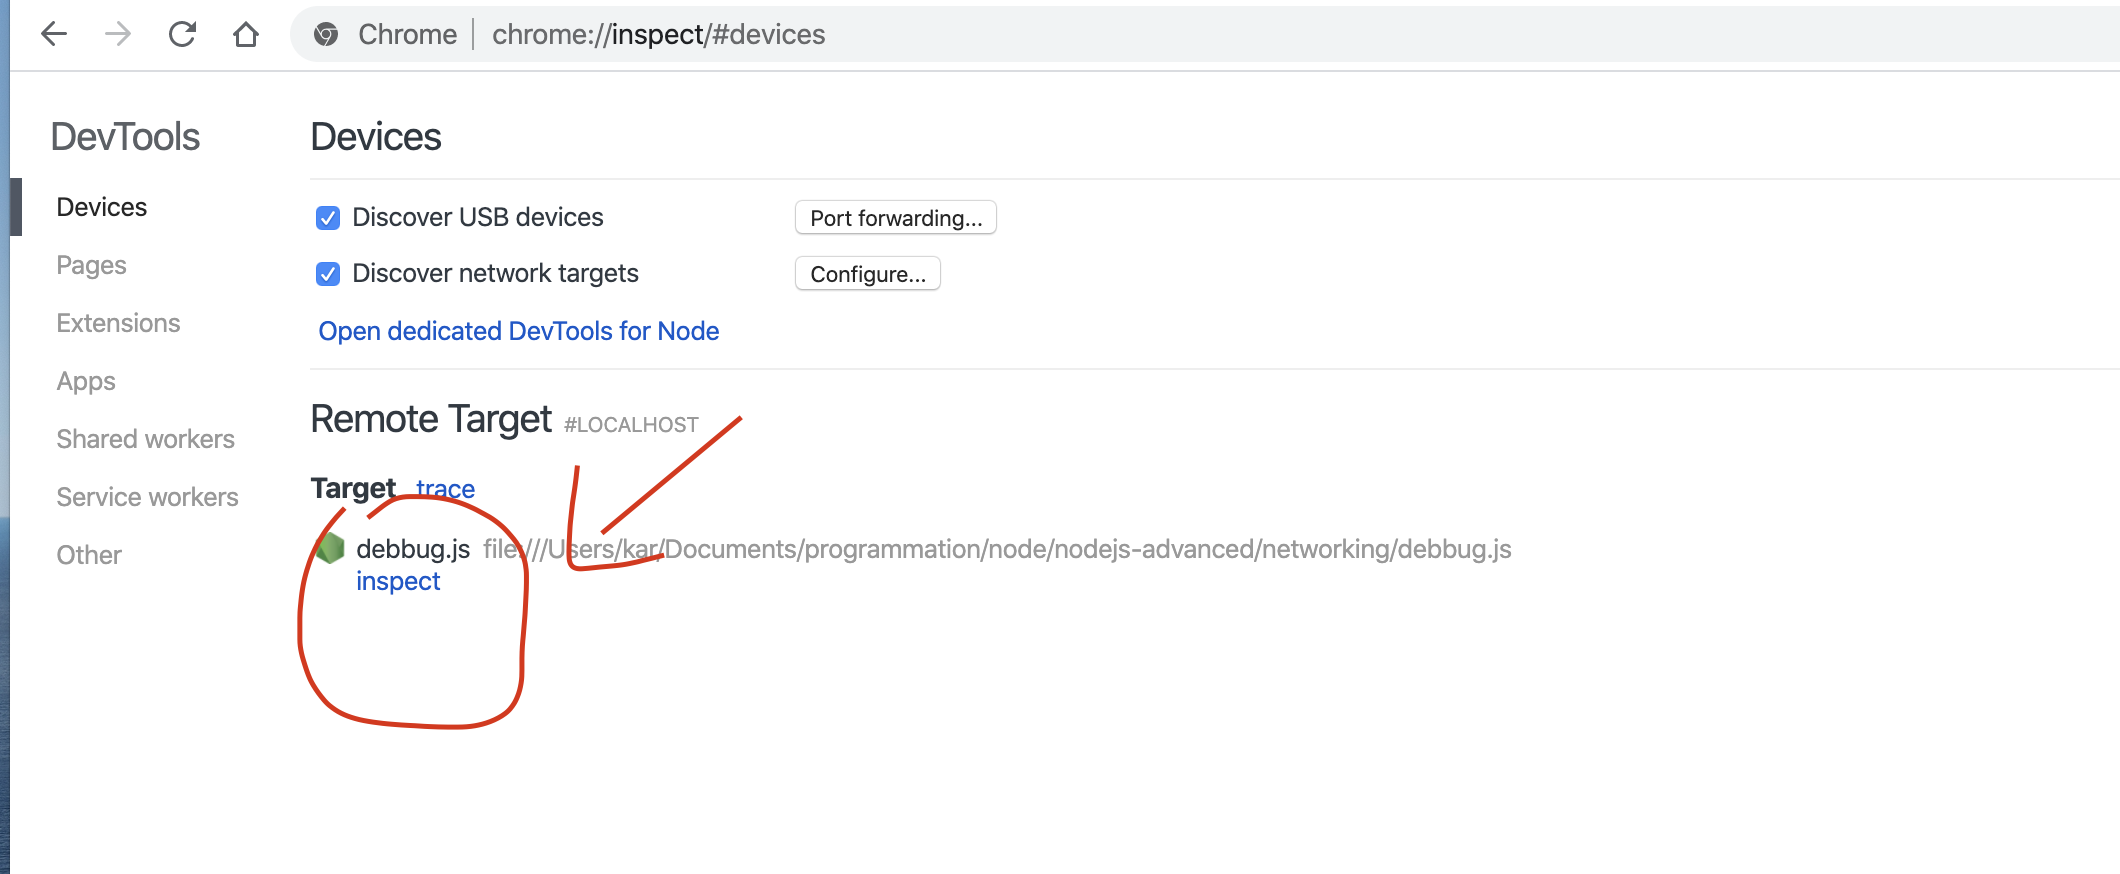 Chrome chrome://inspect/#devices
DevTools
Devices
Pages
Extensions
Apps
Shared workers
Service workers
Other
Devices
Discover USB devices Port forwarding...
Discover network targets Configure...
Open dedicated DevTools for Node
Remote Target #LOCALHOST
Target trace
debbug.js file:///Users/kar/Documents/programmation/node/nodejs-advanced/networking/debbug.js
inspect